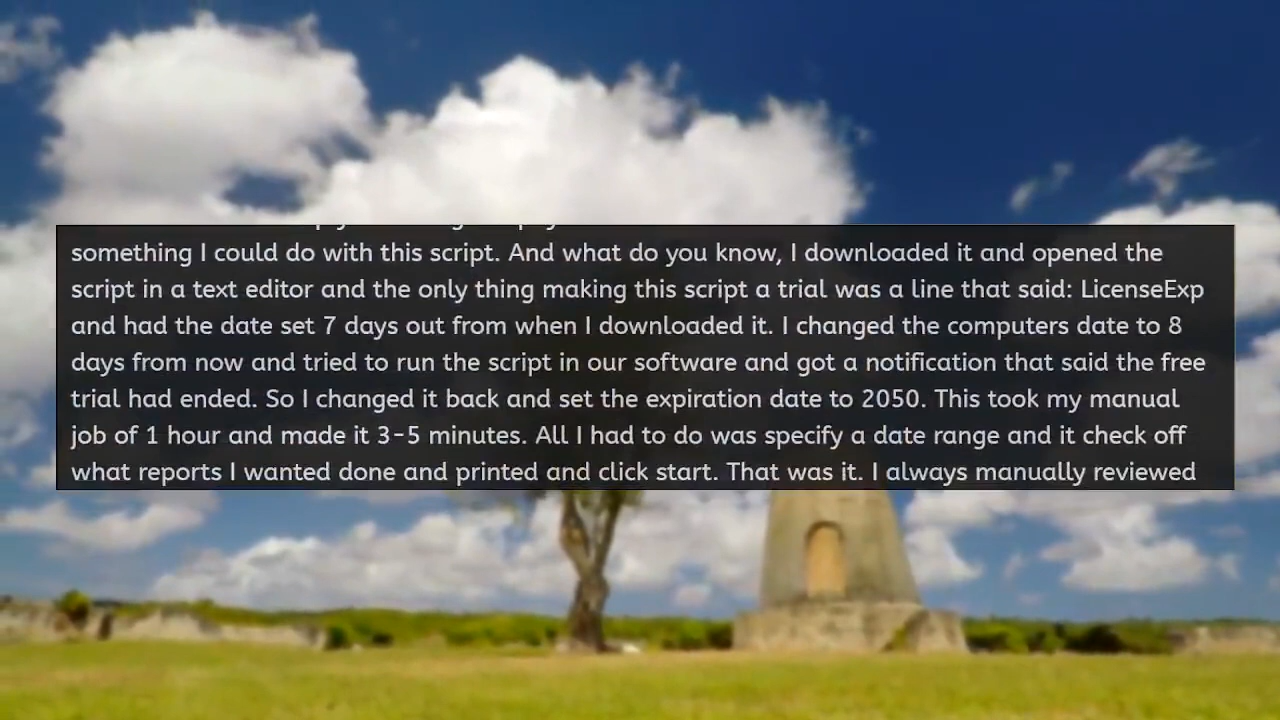 something I could do with this script. And what do you know, I downloaded it and opened the
script in a text editor and the only thing making this script a trial was a line that said: LicenseExp
and had the date set 7 days out from when I downloaded it. I changed the computers date to 8
days from now and tried to run the script in our software and got a notification that said the free
trial had ended. So I changed it back and set the expiration date to 2050. This took my manual
job of 1 hour and made it 3-5 minutes. All I had to do was specify a date range and it check off
what reports I wanted done and printed and click start. That was it. I always manually reviewed